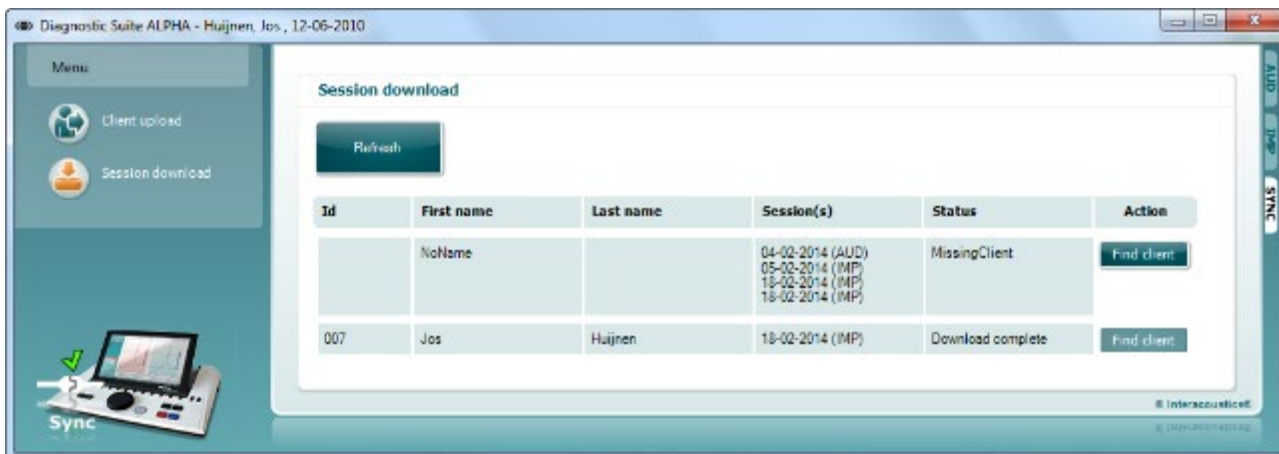 Diagnostic Suite ALPHA - Huijnen, Jos , 12-06-2010
Menu
Client upload
Session download
Sync
Session download
Refresh
Id First name Last name Session(s) Status Action
NoName 04-02-2014 (AUD) MissingClient Find client
05-02-2014 (IMP)
18-02-2014 (IMP)
18-02-2014 (IMP)
007 Jos Huijnen 18-02-2014 (IMP) Download complete Find client
® Interacoustics®
AUD
IMP
SYNC